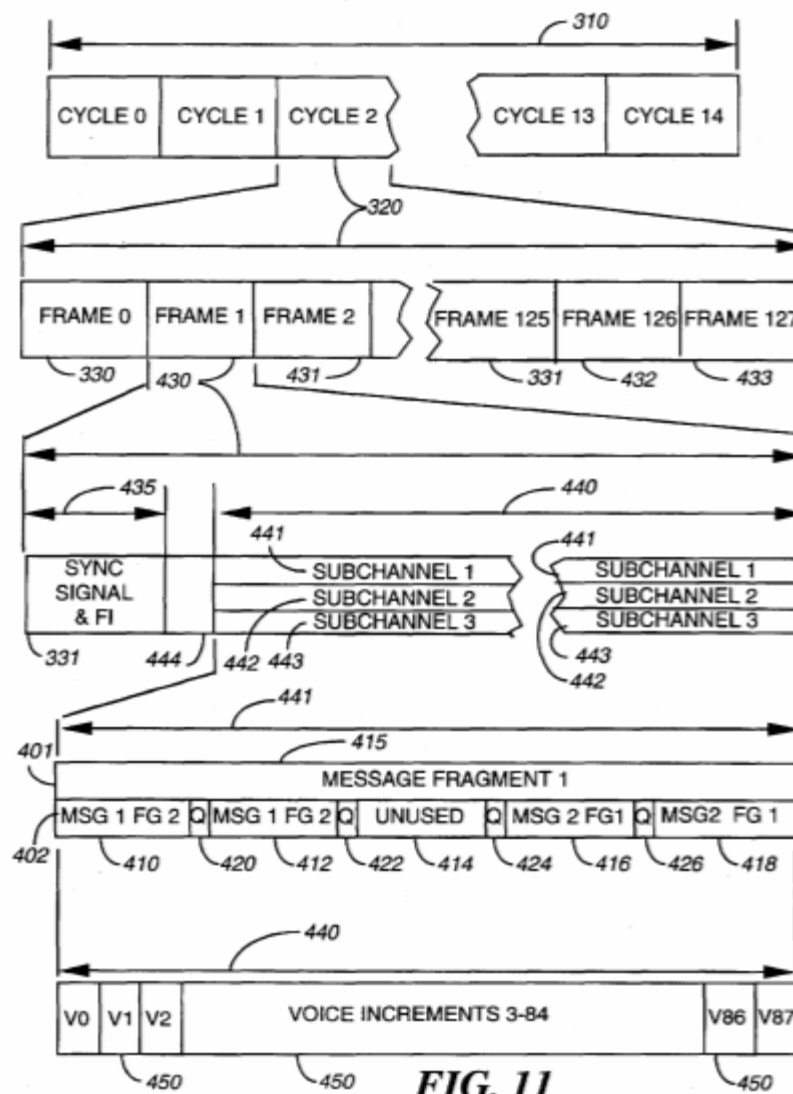 310
CYCLE 0 CYCLE 1 CYCLE 2 CYCLE 13 CYCLE 14
320
FRAME 0 FRAME 1 FRAME 2 FRAME 125 FRAME 126 FRAME 127
330 430 431 331 432 433
435 440
441 441
SYNC SIGNAL & FI
SUBCHANNEL 1 SUBCHANNEL 1
SUBCHANNEL 2 SUBCHANNEL 2
SUBCHANNEL 3 SUBCHANNEL 3
331 444 442 443 442 443
441
401 415
MESSAGE FRAGMENT 1
402 MSG 1 FG 2 Q MSG 1 FG 2 Q UNUSED Q MSG 2 FG1 Q MSG2 FG 1
410 420 412 422 414 424 416 426 418
440
V0 V1 V2 VOICE INCREMENTS 3-84 V86 V87
450 450 450
FIG. 11